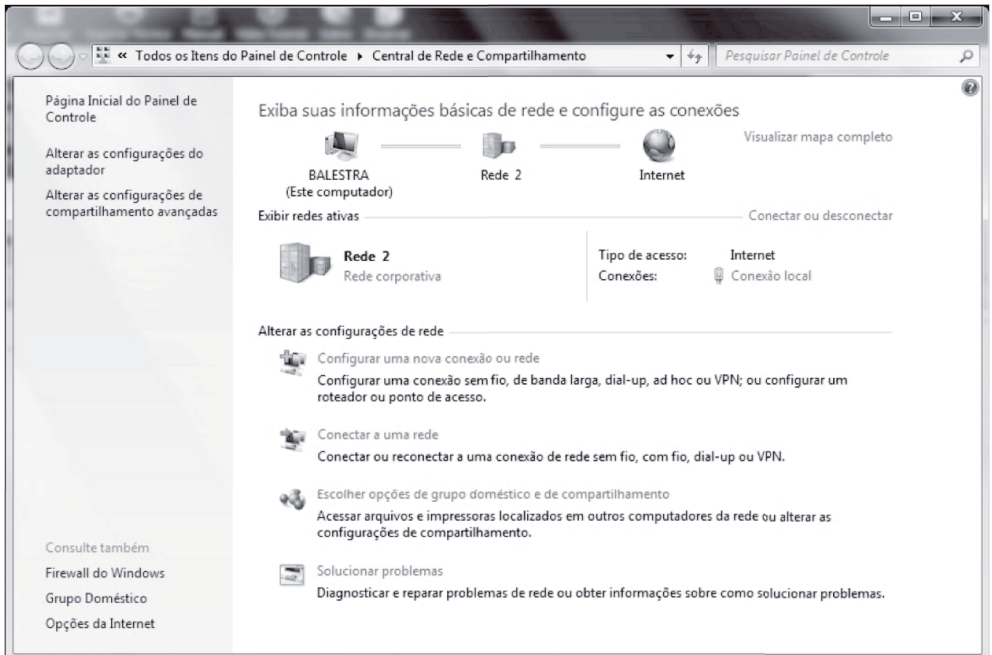 « Todos os Itens do Painel de Controle ▸ Central de Rede e Compartilhamento
Pesquisar Painel de Controle
Página Inicial do Painel de
Controle
Alterar as configurações do
adaptador
Alterar as configurações de
compartilhamento avançadas
Exiba suas informações básicas de rede e configure as conexões
Visualizar mapa completo
BALESTRA
(Este computador)
Rede 2
Internet
Exibir redes ativas
Conectar ou desconectar
Rede 2
Rede corporativa
Tipo de acesso: Internet
Conexões: Conexão local
Alterar as configurações de rede
Configurar uma nova conexão ou rede
Configurar uma conexão sem fio, de banda larga, dial-up, ad hoc ou VPN; ou configurar um
roteador ou ponto de acesso.
Conectar a uma rede
Conectar ou reconectar a uma conexão de rede sem fio, com fio, dial-up ou VPN.
Escolher opções de grupo doméstico e de compartilhamento
Acessar arquivos e impressoras localizados em outros computadores da rede ou alterar as
configurações de compartilhamento.
Solucionar problemas
Diagnosticar e reparar problemas de rede ou obter informações sobre como solucionar problemas.
Consulte também
Firewall do Windows
Grupo Doméstico
Opções da Internet